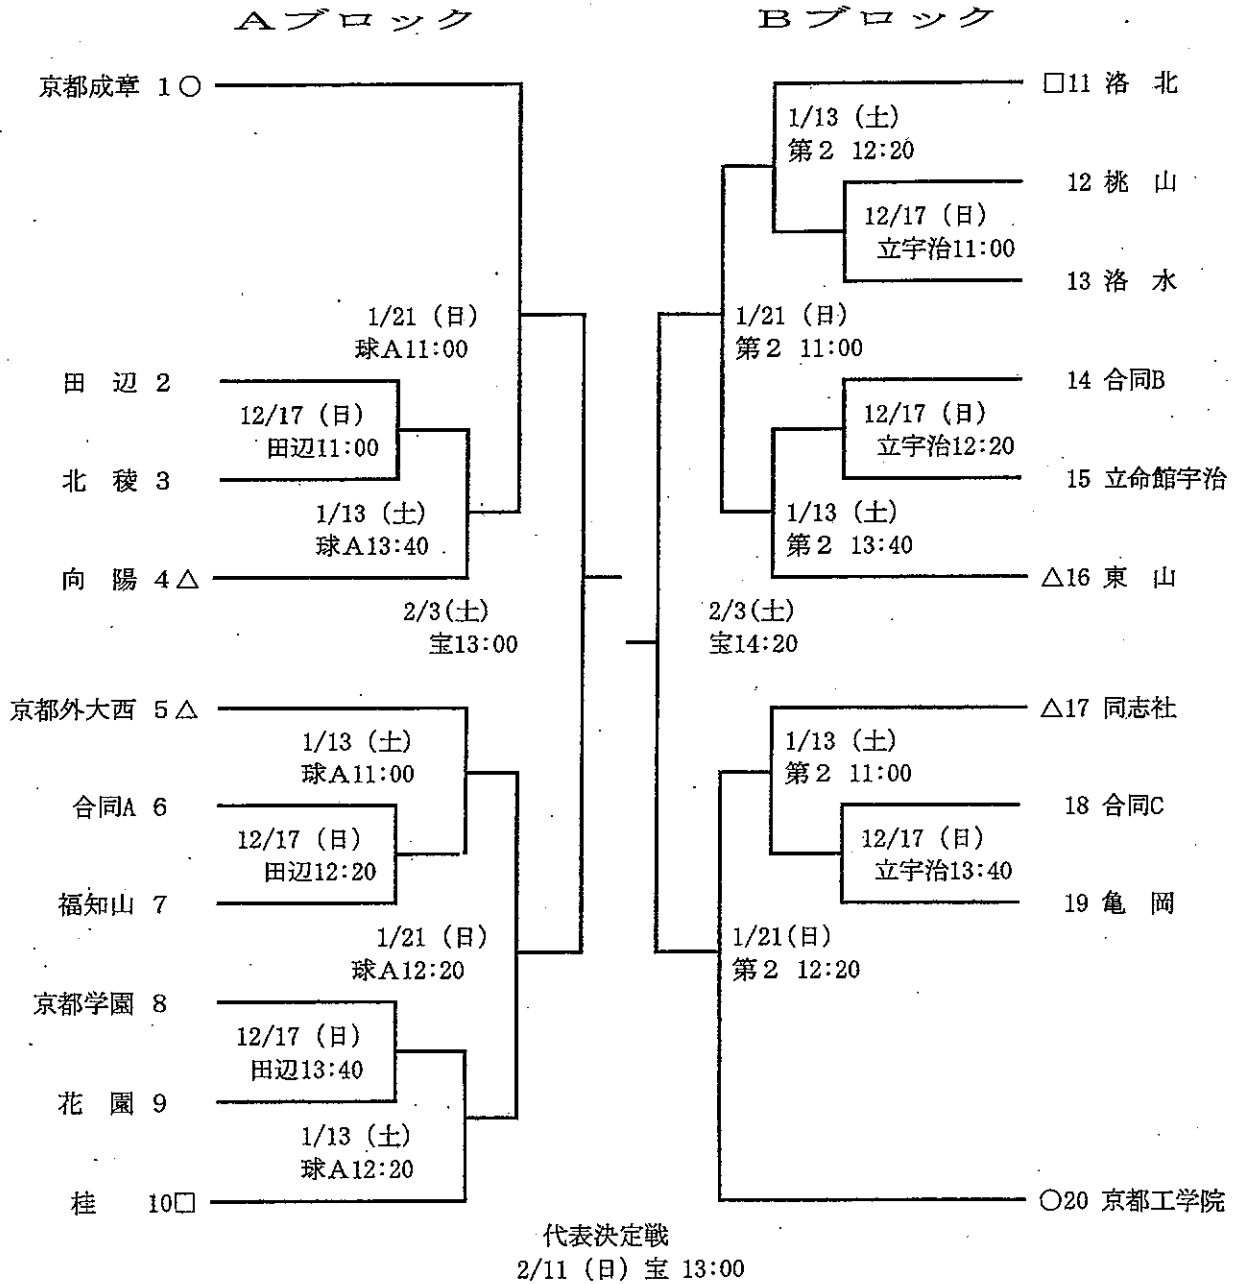 Aブロック
Bブロック
京都成章 1○
1/21 (日)
球A11:00
田 辺 2
12/17 (日)
田辺11:00
北 稜 3
1/13 (土)
球A13:40
向 陽 4△
2/3(土)
宝13:00
京都外大西 5△
1/13 (土)
球A11:00
合同A 6
12/17 (日)
田辺12:20
福知山 7
1/21 (日)
球A12:20
京都学園 8
12/17 (日)
田辺13:40
花 園 9
1/13 (土)
球A12:20
桂 10□
□11 洛 北
1/13 (土)
第2 12:20
12 桃 山
12/17 (日)
立宇治11:00
13 洛 水
1/21 (日)
第2 11:00
14 合同B
12/17 (日)
立宇治12:20
15 立命館宇治
1/13 (土)
第2 13:40
△16 東 山
2/3(土)
宝14:20
△17 同志社
1/13 (土)
第2 11:00
18 合同C
12/17 (日)
立宇治13:40
19 亀 岡
1/21(日)
第2 12:20
○20 京都工学院
代表決定戦
2/11 (日) 宝 13:00